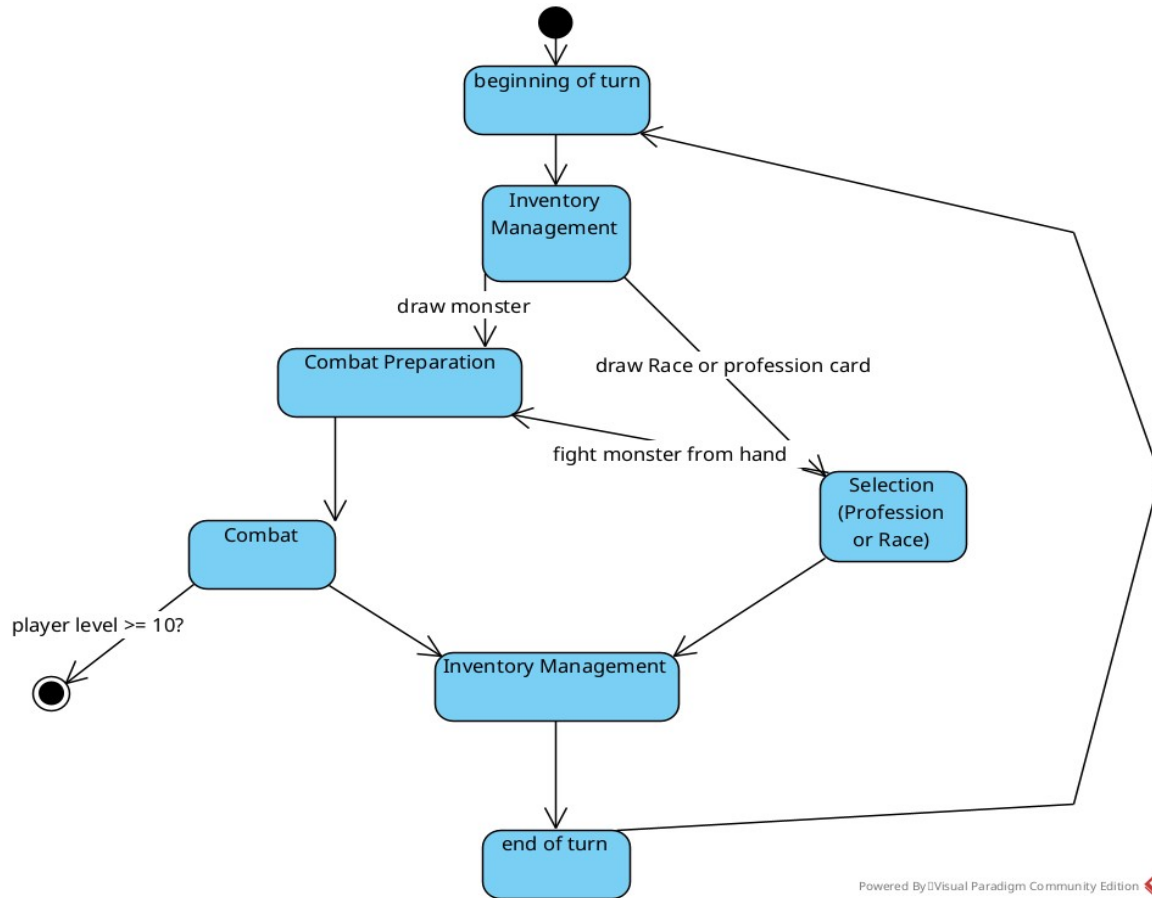 beginning of turn
Inventory
Management
draw monster
Combat Preparation
draw Race or profession card
fight monster from hand
Selection
(Profession
or Race)
Combat
player level >= 10?
Inventory Management
end of turn
Powered By Visual Paradigm Community Edition